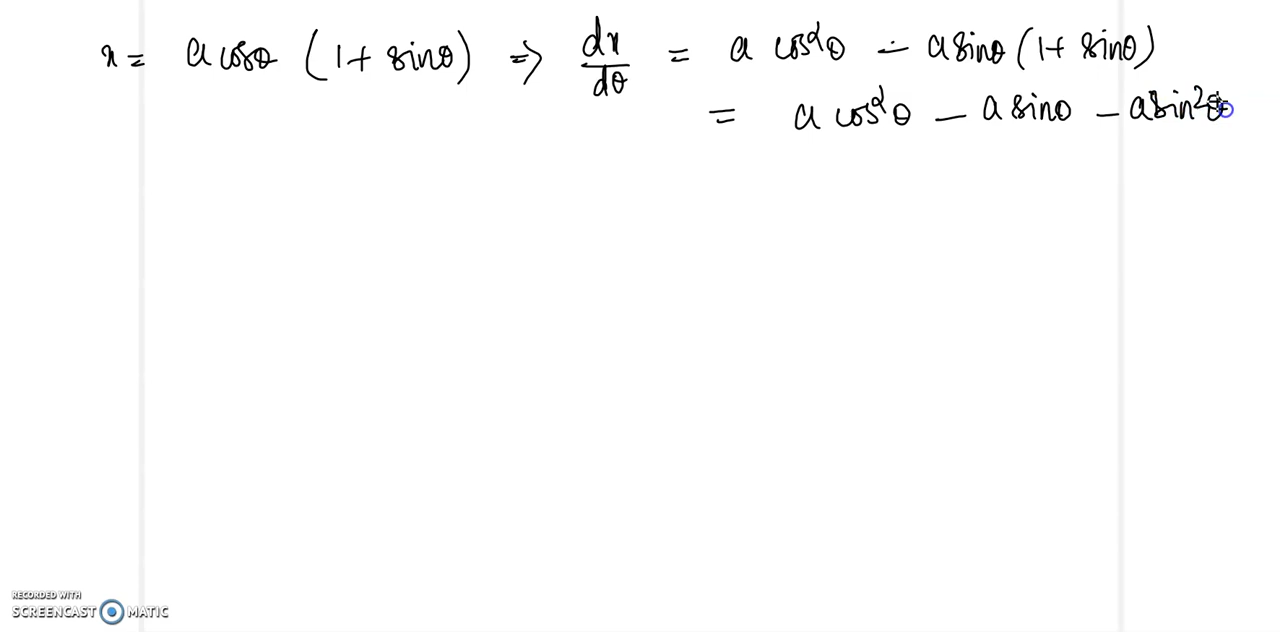 x = a cosθ (1 + sinθ) ⇒ dx/dθ = a cos²θ - a sinθ (1 + sinθ)
= a cos²θ - a sinθ - a sin²θ
RECORDED WITH
SCREENCAST MATIC